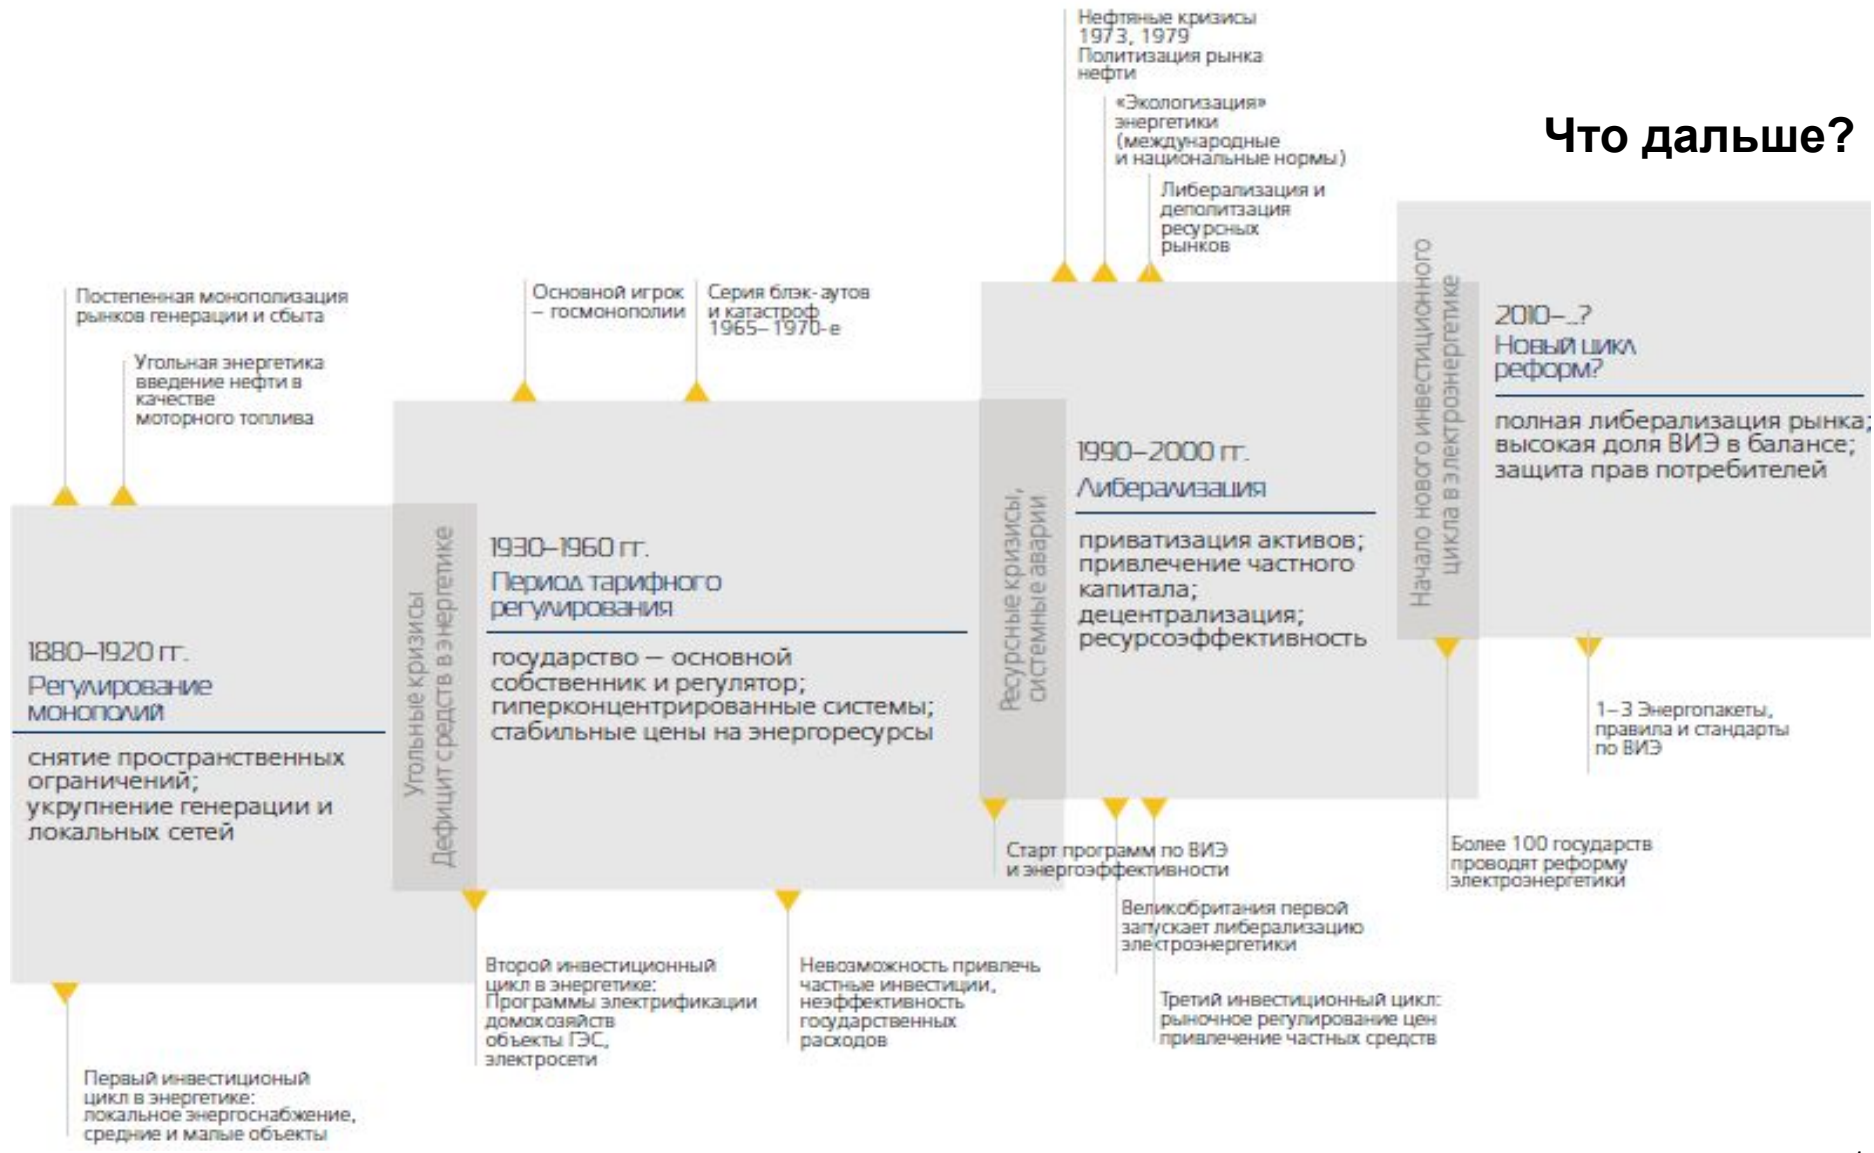 Что дальше?
Постепенная монополизация
рынков генерации и сбыта
Угольная энергетика
введение нефти в
качестве
моторного топлива
1880–1920 гг.
Регулирование
монополий
снятие пространственных
ограничений;
укрупнение генерации и
локальных сетей
Первый инвестиционый
цикл в энергетике:
локальное энергоснабжение,
средние и малые объекты
Угольные кризисы
Дефицит средств в энергетике
Основной игрок
– госмонополии
Серия блэк-аутов
и катастроф
1965–1970-е
1930–1960 гг.
Период тарифного
регулирования
государство – основной
собственник и регулятор;
гиперконцентрированные системы;
стабильные цены на энергоресурсы
Второй инвестиционный
цикл в энергетике:
Программы электрификации
домохозяйств
объекты ГЭС,
электросети
Невозможность привлечь
частные инвестиции,
неэффективность
государственных
расходов
Ресурсные кризисы,
системные аварии
Нефтяные кризисы
1973, 1979
Политизация рынка
нефти
«Экологизация»
энергетики
(международные
и национальные нормы)
Либерализация и
деполитзация
ресурсных
рынков
1990–2000 гг.
Либерализация
приватизация активов;
привлечение частного
капитала;
децентрализация;
ресурсоэффективность
Старт программ по ВИЭ
и энергоэффективности
Великобритания первой
запускает либерализацию
электроэнергетики
Третий инвестиционный цикл:
рыночное регулирование цен
привлечение частных средств
Начало нового инвестиционного
цикла в электроэнергетике
2010–...?
Новый цикл
реформ?
полная либерализация рынка;
высокая доля ВИЭ в балансе;
защита прав потребителей
Более 100 государств
проводят реформу
электроэнергетики
1–3 Энергопакеты,
правила и стандарты
по ВИЭ